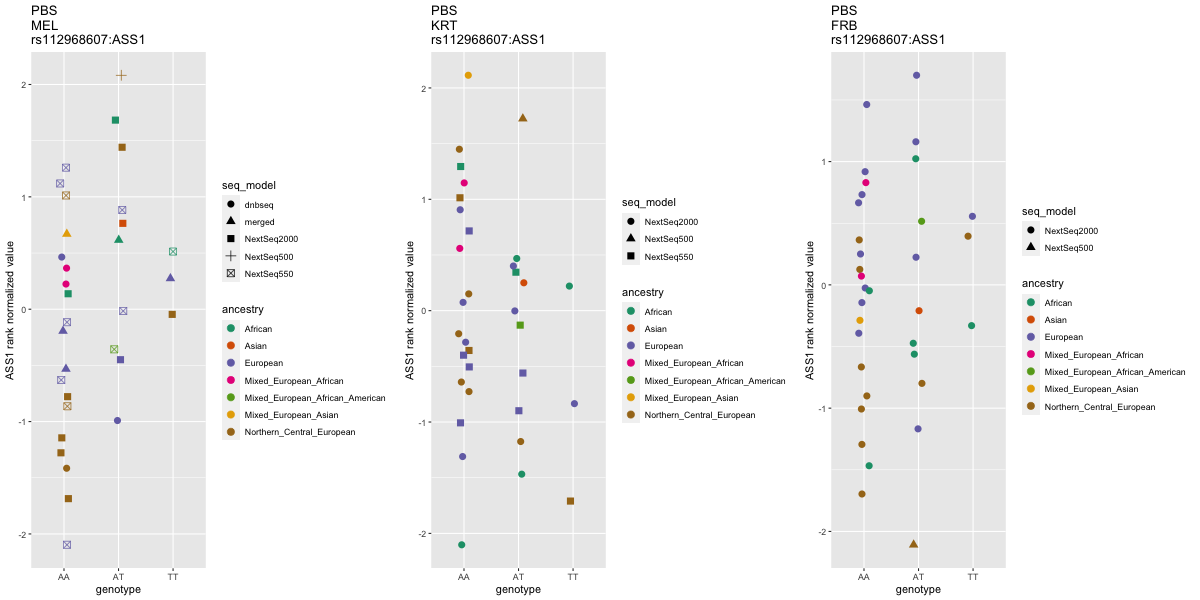 PBS
MEL
rs112968607:ASS1
ASS1 rank normalized value
2
1
0
-1
-2
AA
AT
TT
genotype
seq_model
dnbseq
merged
NextSeq2000
NextSeq500
NextSeq550
ancestry
African
Asian
European
Mixed_European_African
Mixed_European_African_American
Mixed_European_Asian
Northern_Central_European
PBS
KRT
rs112968607:ASS1
ASS1 rank normalized value
2
1
0
-1
-2
AA
AT
TT
genotype
seq_model
NextSeq2000
NextSeq500
NextSeq550
ancestry
African
Asian
European
Mixed_European_African
Mixed_European_African_American
Mixed_European_Asian
Northern_Central_European
PBS
FRB
rs112968607:ASS1
ASS1 rank normalized value
1
0
-1
-2
AA
AT
TT
genotype
seq_model
NextSeq2000
NextSeq500
ancestry
African
Asian
European
Mixed_European_African
Mixed_European_African_American
Mixed_European_Asian
Northern_Central_European